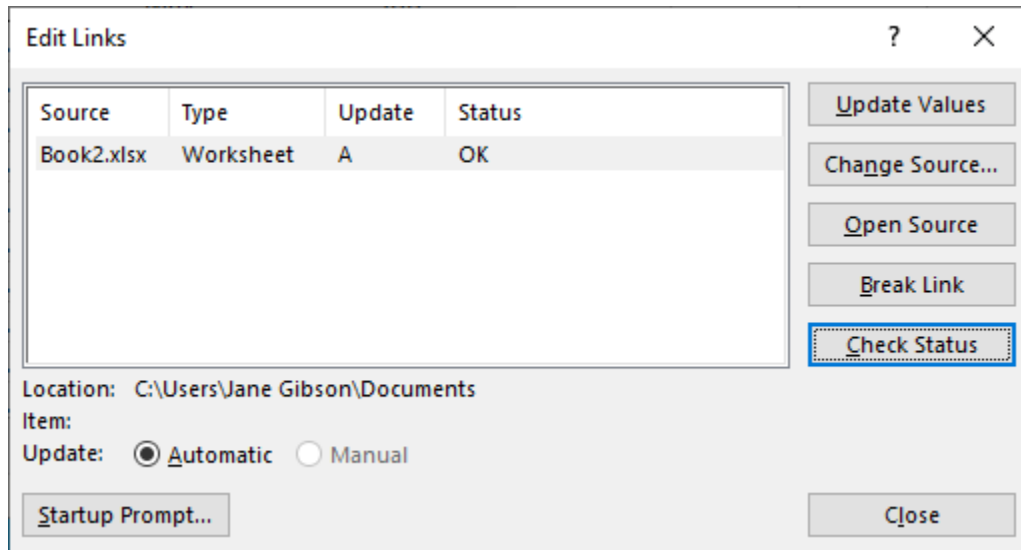 Edit Links
?
Source Type Update Status
Book2.xlsx Worksheet A OK
Update Values
Change Source...
Open Source
Break Link
Check Status
Location: C:\Users\Jane Gibson\Documents
Item:
Update: Automatic Manual
Startup Prompt...
Close